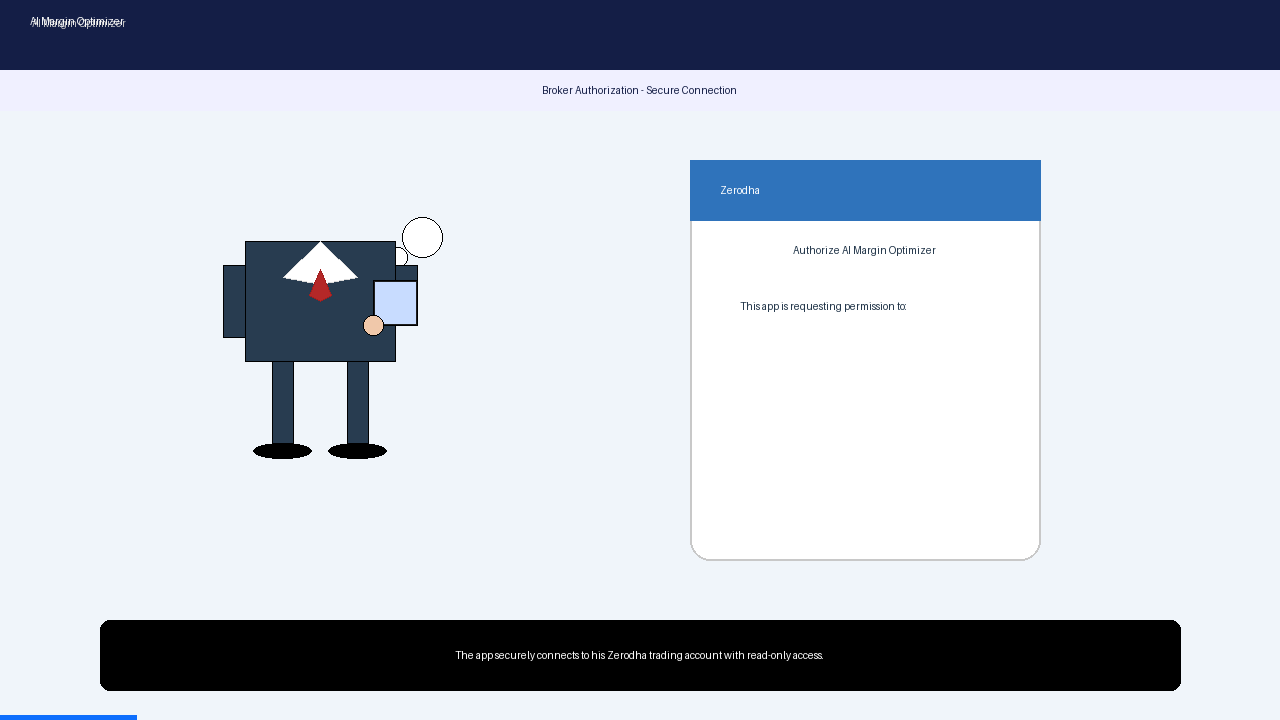 AI Margin Optimizer
Broker Authorization - Secure Connection
Zerodha
Authorize AI Margin Optimizer
This app is requesting permission to:
The app securely connects to his Zerodha trading account with read-only access.